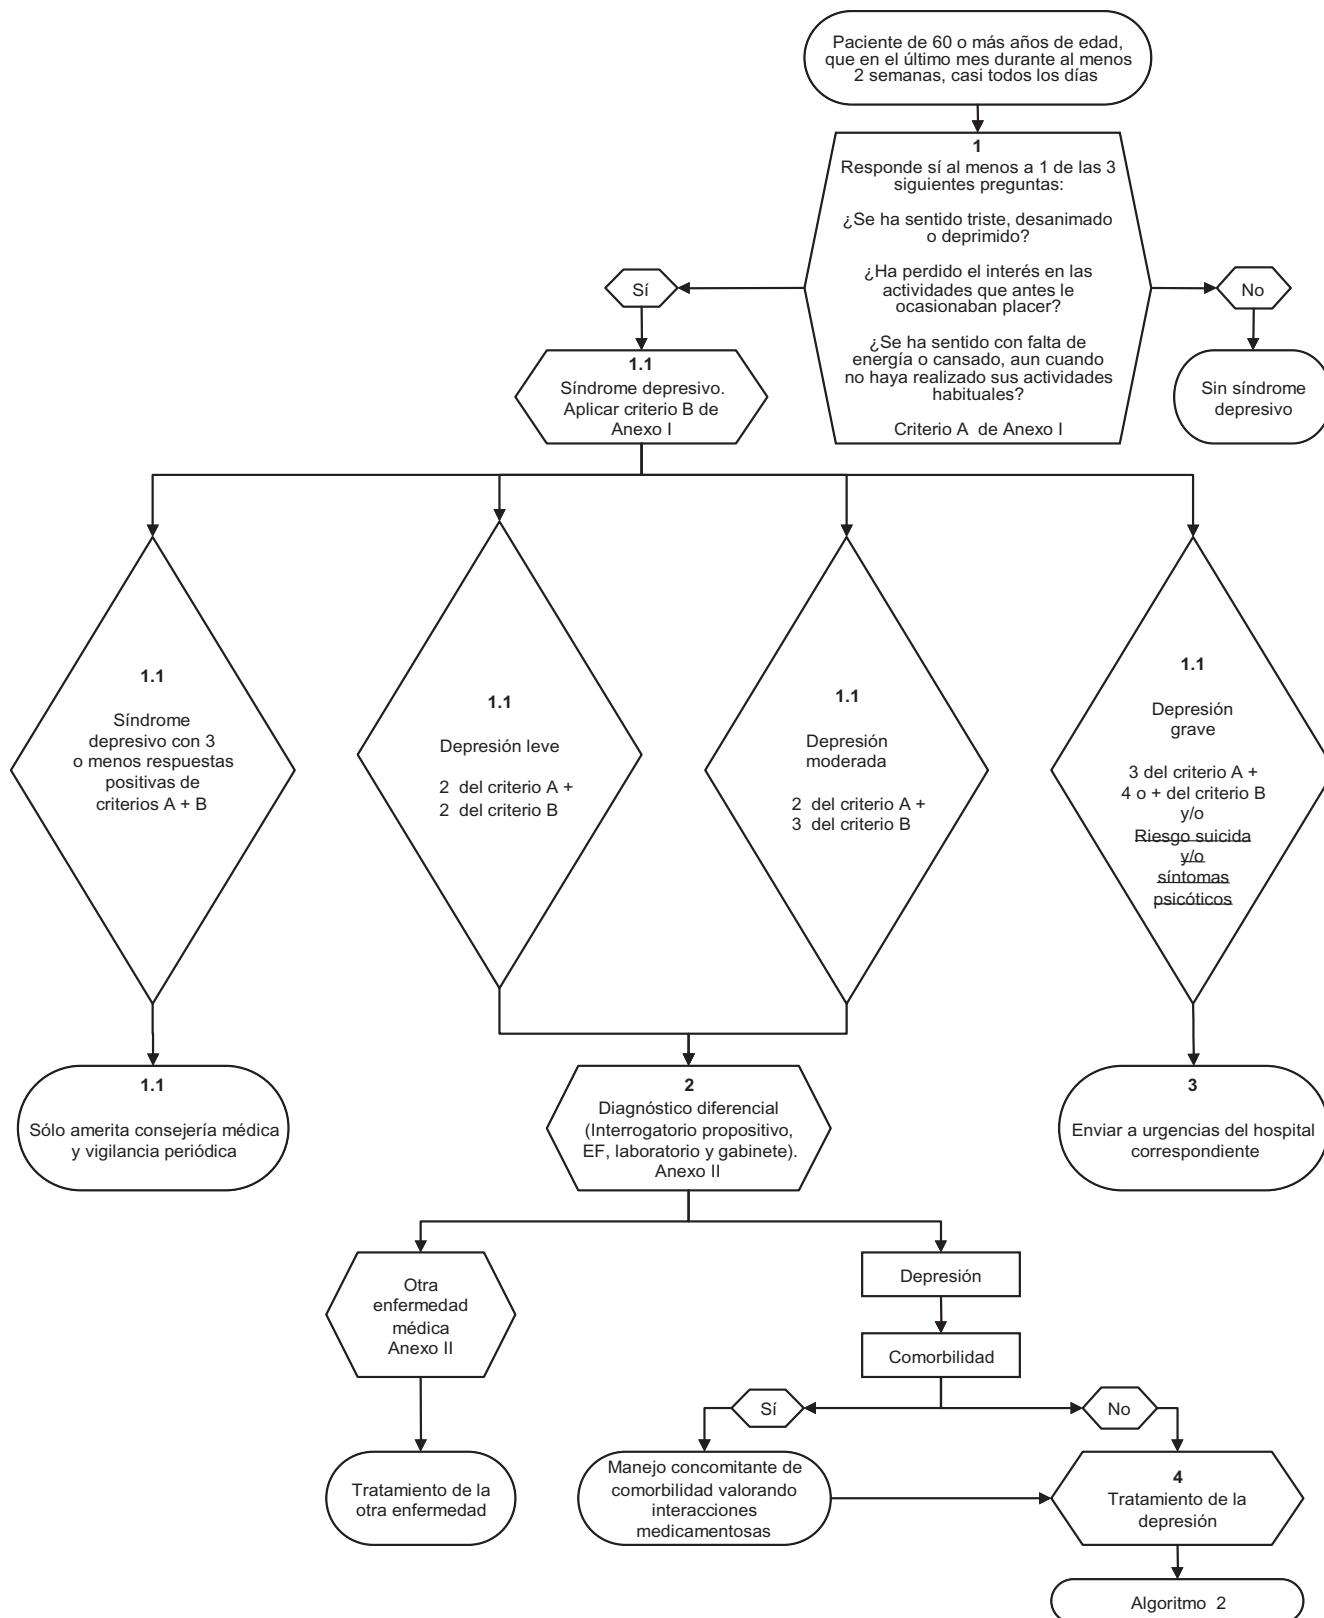 Paciente de 60 o más años de edad,
que en el último mes durante al menos
2 semanas, casi todos los días
1
Responde sí al menos a 1 de las 3
siguientes preguntas:
¿Se ha sentido triste, desanimado
o deprimido?
¿Ha perdido el interés en las
actividades que antes le
ocasionaban placer?
¿Se ha sentido con falta de
energía o cansado, aun cuando
no haya realizado sus actividades
habituales?
Criterio A de Anexo I
Sí
No
1.1
Síndrome depresivo.
Aplicar criterio B de
Anexo I
Sin síndrome
depresivo
1.1
Síndrome
depresivo con 3
o menos respuestas
positivas de
criterios A + B
1.1
Depresión leve
2 del criterio A +
2 del criterio B
1.1
Depresión
moderada
2 del criterio A +
3 del criterio B
1.1
Depresión
grave
3 del criterio A +
4 o + del criterio B
y/o
Riesgo suicida
y/o
síntomas
psicóticos
1.1
Sólo amerita consejería médica
y vigilancia periódica
2
Diagnóstico diferencial
(Interrogatorio propositivo,
EF, laboratorio y gabinete).
Anexo II
3
Enviar a urgencias del hospital
correspondiente
Otra
enfermedad
médica
Anexo II
Depresión
Comorbilidad
Sí
No
Tratamiento de la
otra enfermedad
Manejo concomitante de
comorbilidad valorando
interacciones
medicamentosas
4
Tratamiento de la
depresión
Algoritmo 2